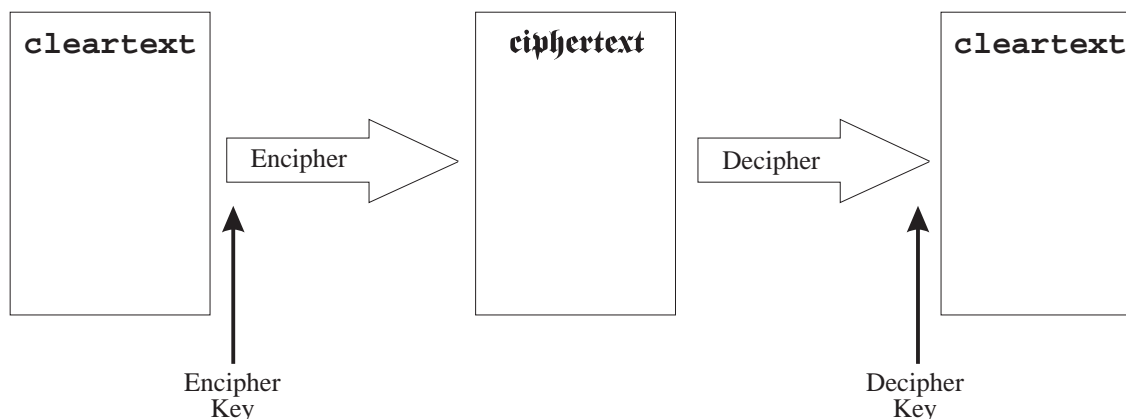 cleartext
ciphertext
cleartext
Encipher
Decipher
Encipher
Key
Decipher
Key